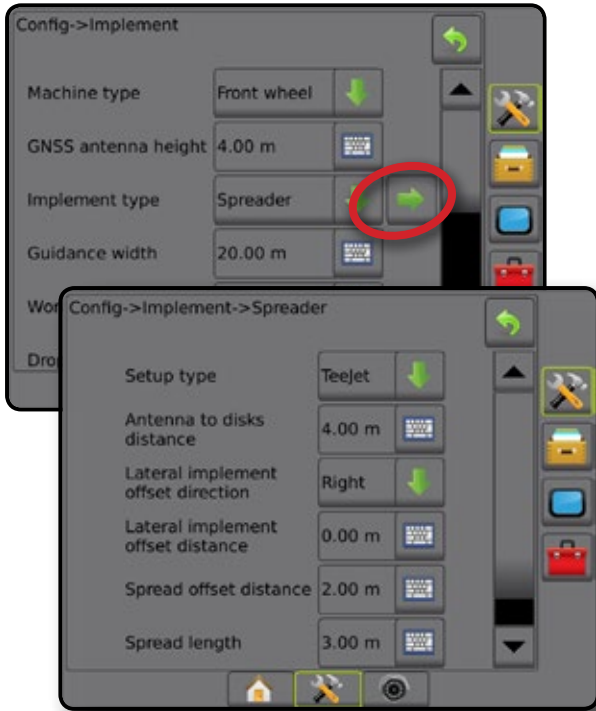 Config->Implement
Machine type Front wheel
GNSS antenna height 4.00 m
Implement type Spreader
Guidance width 20.00 m
Wor
Dro
Config->Implement->Spreader
Setup type TeeJet
Antenna to disks
distance 4.00 m
Lateral implement
offset direction Right
Lateral implement
offset distance 0.00 m
Spread offset distance 2.00 m
Spread length 3.00 m